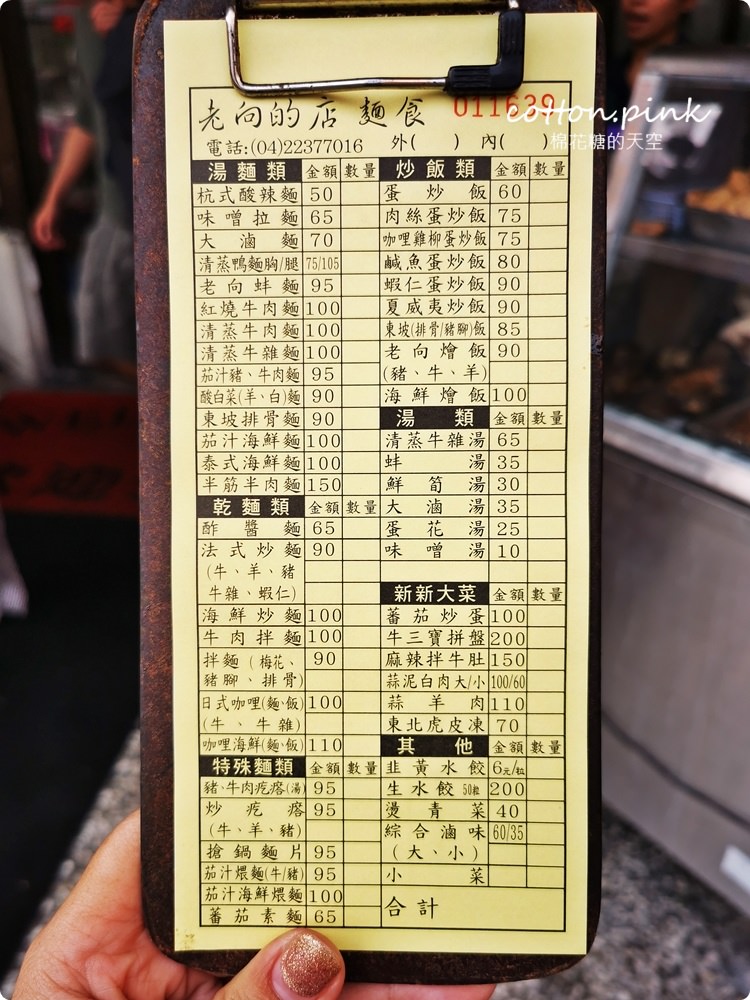 老向的店 麵食 011639
cotton.pink
棉花糖的天空
電話:(04)22377016 外( ) 內( )
湯麵類 金額 數量
杭式酸辣麵 50
味噌拉麵 65
大滷麵 70
清蒸鴨麵胸/腿 75/105
老向蚌麵 95
紅燒牛肉麵 100
清蒸牛肉麵 100
清蒸牛雜麵 100
茄汁豬、牛肉麵 95
酸白菜(羊、白)麵 90
東坡排骨麵 90
茄汁海鮮麵 100
泰式海鮮麵 100
半筋半肉麵 150
乾麵類 金額 數量
酢醬麵 65
法式炒麵 90
(牛、羊、豬
牛雜、蝦仁)
海鮮炒麵 100
牛肉拌麵 100
拌麵(梅花、 90
豬腳、排骨)
日式咖哩(麵、飯) 100
(牛、牛雜)
咖哩海鮮(麵、飯) 110
特殊麵類 金額 數量
豬、牛肉疙瘩(湯) 95
炒疙瘩 95
(牛、羊、豬)
搶鍋麵片 95
茄汁煨麵(牛/豬) 95
茄汁海鮮煨麵 100
蕃茄素麵 65
炒飯類 金額 數量
蛋炒飯 60
肉絲蛋炒飯 75
咖哩雞柳蛋炒飯 75
鹹魚蛋炒飯 80
蝦仁蛋炒飯 90
夏威夷炒飯 90
東坡(排骨/豬腳)飯 85
老向燴飯 90
(豬、牛、羊)
海鮮燴飯 100
湯類 金額 數量
清蒸牛雜湯 65
蚌湯 35
鮮筍湯 30
大滷湯 35
蛋花湯 25
味噌湯 10
新新大菜 金額 數量
蕃茄炒蛋 100
牛三寶拼盤 200
麻辣拌牛肚 150
蒜泥白肉大/小 100/60
蒜羊肉 110
東北虎皮凍 70
其他 金額 數量
韭黃水餃 6元/粒
生水餃 50粒 200
燙青菜 40
綜合滷味 60/35
(大、小)
小菜
合計